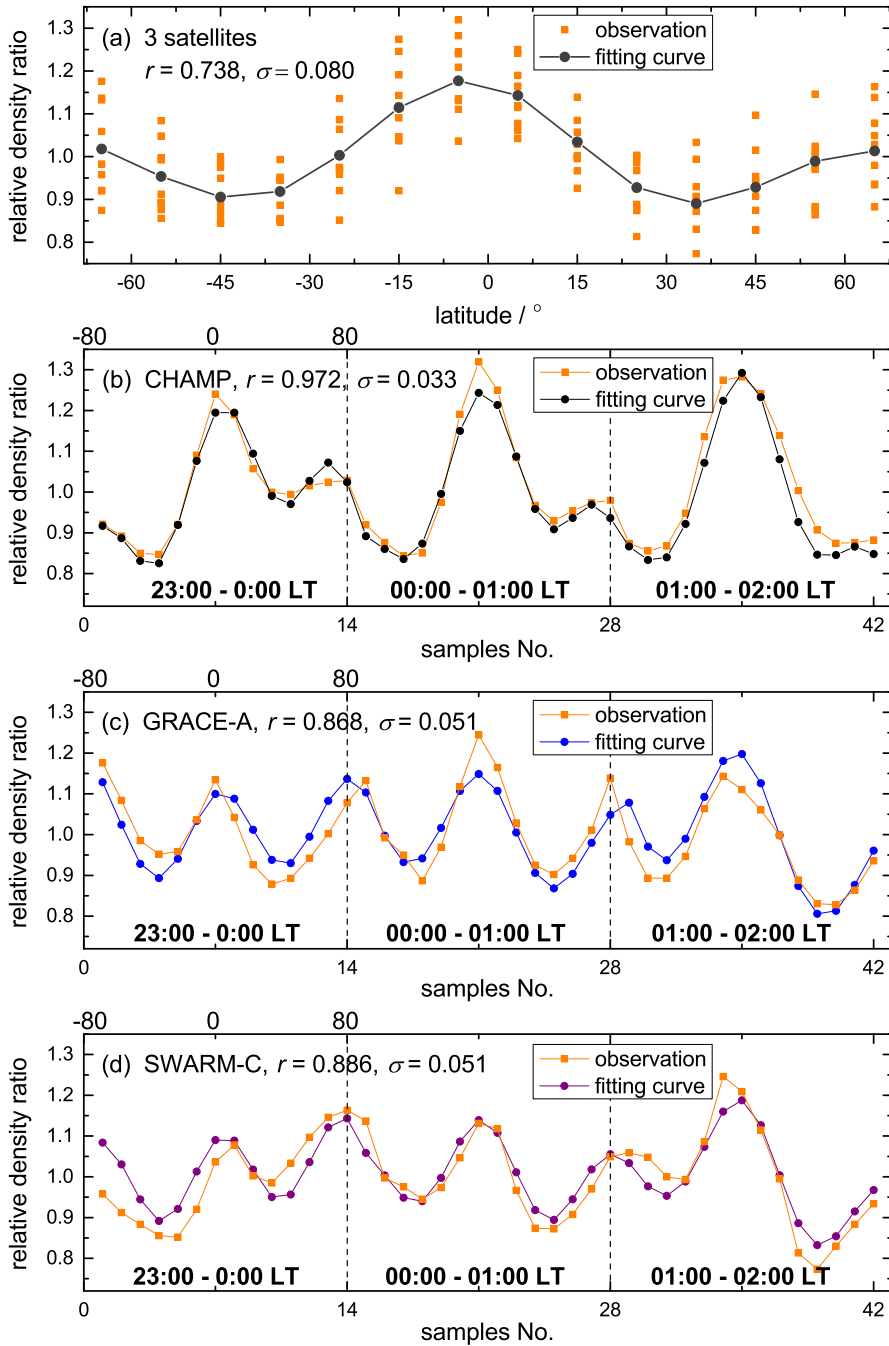 (a) 3 satellites
r = 0.738, σ = 0.080
observation
fitting curve
relative density ratio
1.3
1.2
1.1
1.0
0.9
0.8
-60 -45 -30 -15 0 15 30 45 60
latitude / °
-80 0 80
(b) CHAMP, r = 0.972, σ = 0.033
observation
fitting curve
relative density ratio
1.3
1.2
1.1
1.0
0.9
0.8
23:00 - 0:00 LT 00:00 - 01:00 LT 01:00 - 02:00 LT
0 14 28 42
samples No.
-80 0 80
(c) GRACE-A, r = 0.868, σ = 0.051
observation
fitting curve
relative density ratio
1.3
1.2
1.1
1.0
0.9
0.8
23:00 - 0:00 LT 00:00 - 01:00 LT 01:00 - 02:00 LT
0 14 28 42
samples No.
-80 0 80
(d) SWARM-C, r = 0.886, σ = 0.051
observation
fitting curve
relative density ratio
1.3
1.2
1.1
1.0
0.9
0.8
23:00 - 0:00 LT 00:00 - 01:00 LT 01:00 - 02:00 LT
0 14 28 42
samples No.